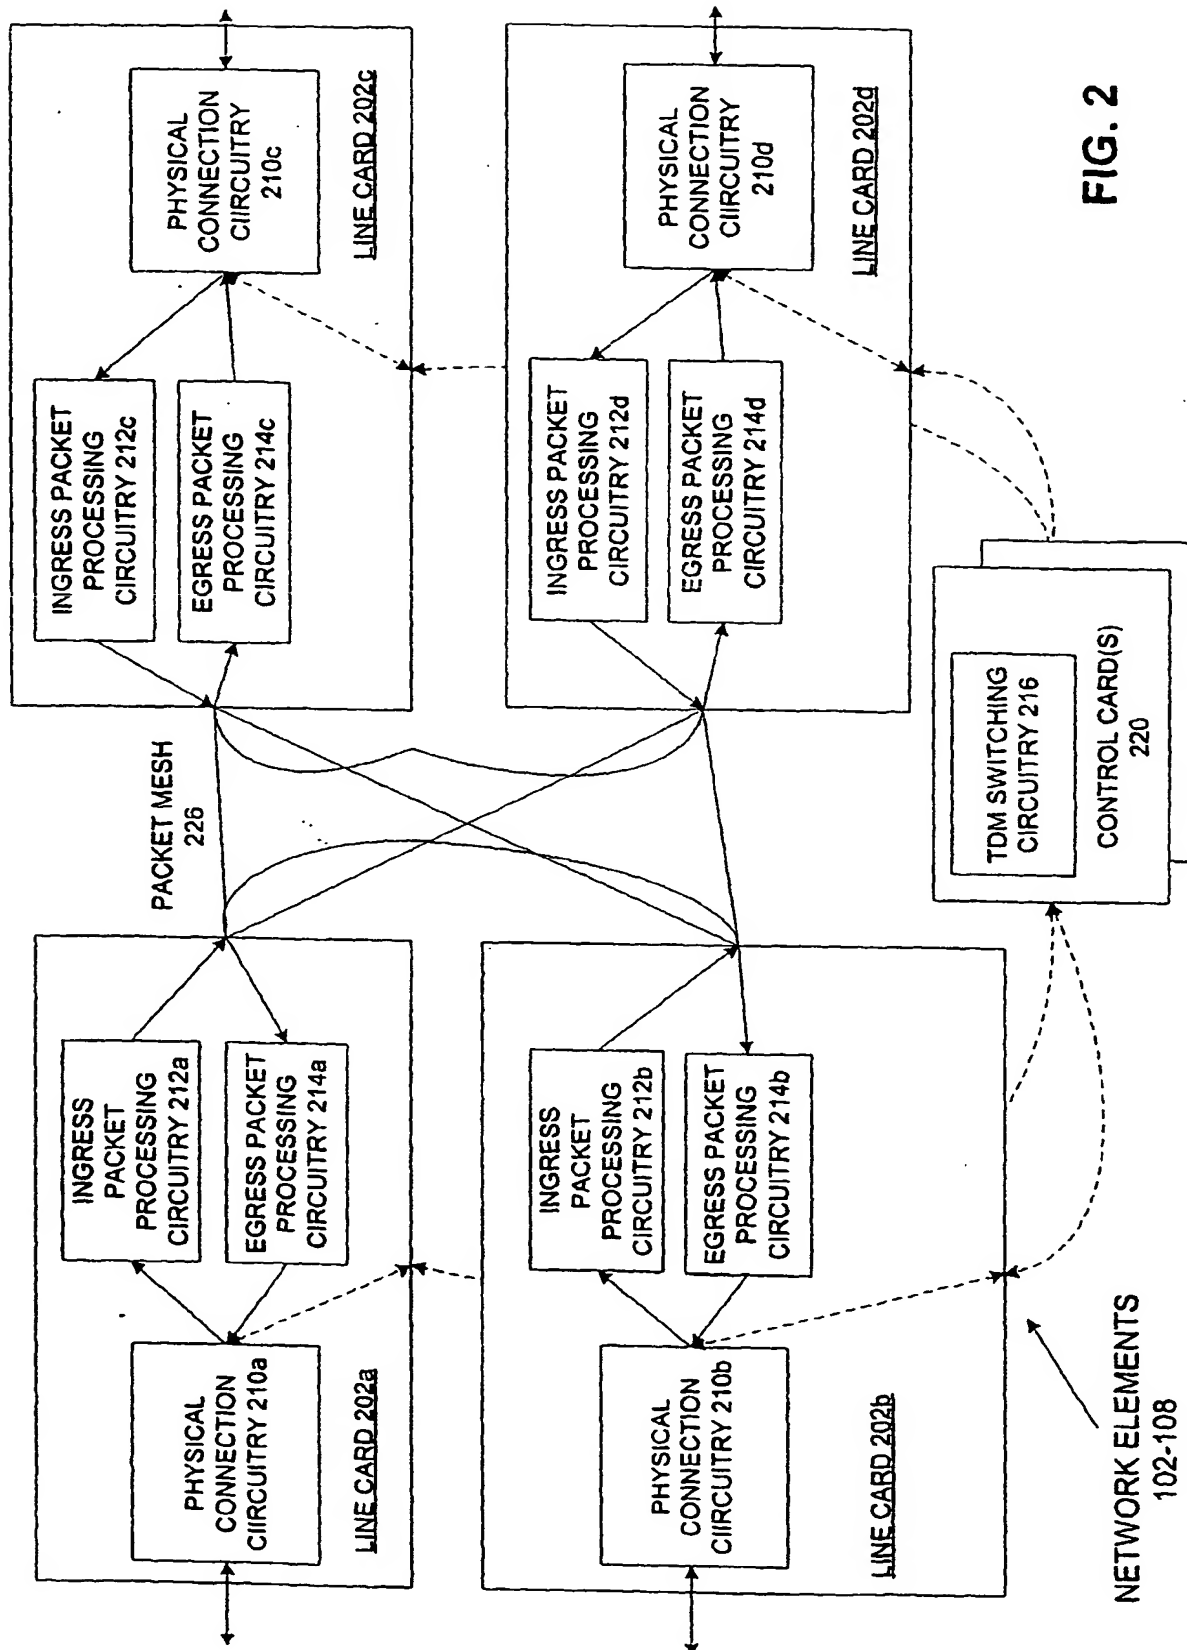 INGRESS
PACKET
PROCESSING
CIRCUITRY 212a
EGRESS PACKET
PROCESSING
CIRCUITRY 214a
PHYSICAL
CONNECTION
CIIRCUITRY 210a
LINE CARD 202a
PACKET MESH
226
INGRESS PACKET
PROCESSING
CIRCUITRY 212c
EGRESS PACKET
PROCESSING
CIRCUITRY 214c
PHYSICAL
CONNECTION
CIIRCUITRY
210c
LINE CARD 202c
INGRESS
PACKET
PROCESSING
CIRCUITRY 212b
EGRESS PACKET
PROCESSING
CIRCUITRY 214b
PHYSICAL
CONNECTION
CIIRCUITRY 210b
LINE CARD 202b
INGRESS PACKET
PROCESSING
CIRCUITRY 212d
EGRESS PACKET
PROCESSING
CIRCUITRY 214d
PHYSICAL
CONNECTION
CIIRCUITRY
210d
LINE CARD 202d
TDM SWITCHING
CIRCUITRY 216
CONTROL CARD(S)
220
NETWORK ELEMENTS
102-108
FIG. 2